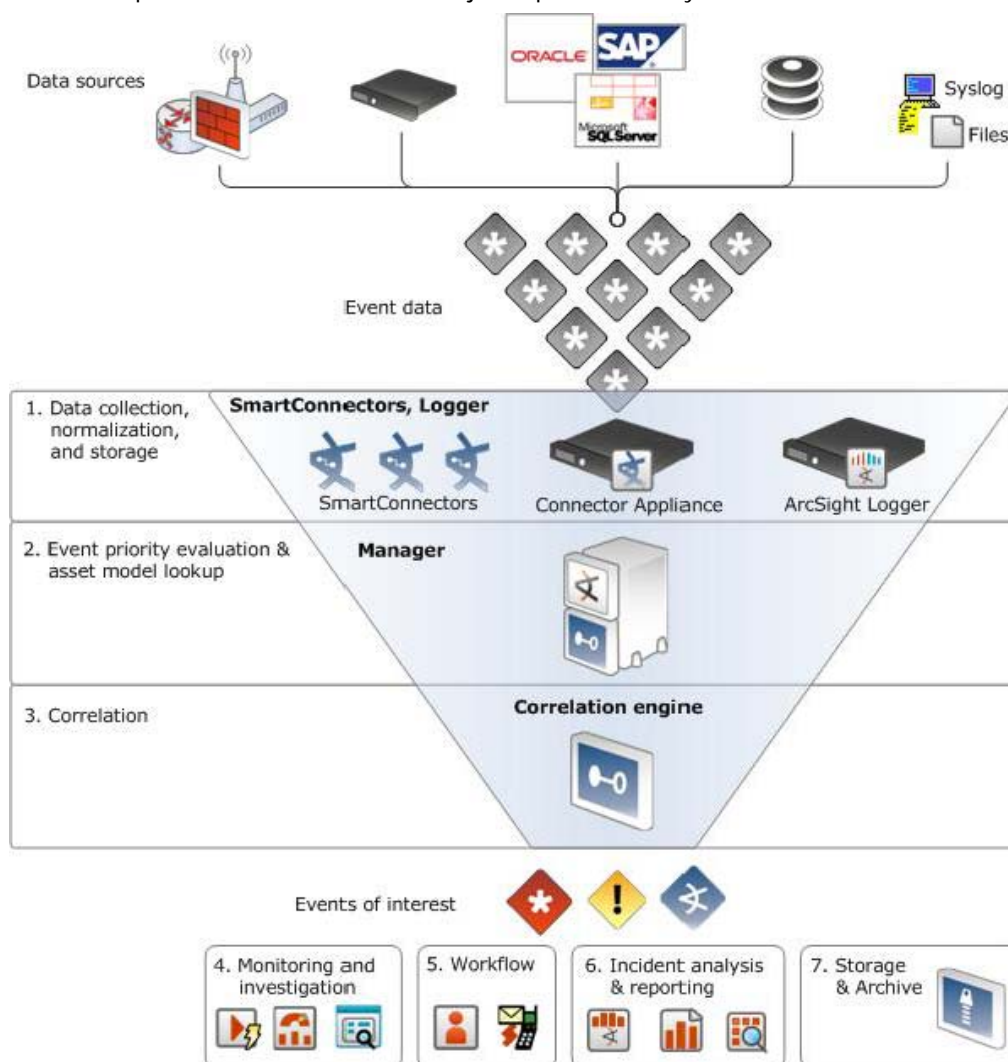 Data sources
ORACLE
SAP
Microsoft
SQL Server
Syslog
Files
Event data
1. Data collection,
normalization,
and storage
SmartConnectors, Logger
SmartConnectors
Connector Appliance
ArcSight Logger
2. Event priority evaluation &
asset model lookup
Manager
3. Correlation
Correlation engine
Events of interest
4. Monitoring and
investigation
5. Workflow
6. Incident analysis
& reporting
7. Storage
& Archive